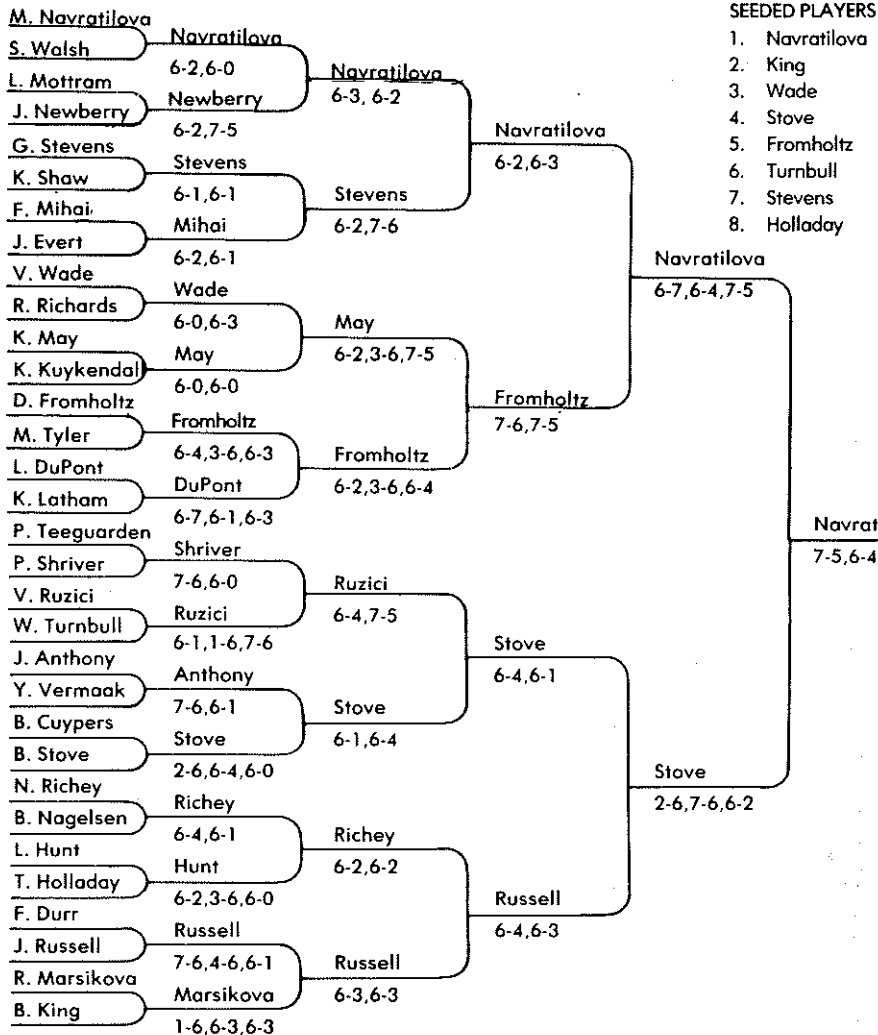 M. Navratilova
S. Walsh
L. Mottram
J. Newberry
G. Stevens
K. Shaw
F. Mihai
J. Evert
V. Wade
R. Richards
K. May
K. Kuykendal
D. Fromholtz
M. Tyler
L. DuPont
K. Latham
P. Teeguarden
P. Shriver
V. Ruzici
W. Turnbull
J. Anthony
Y. Vermaak
B. Cuypers
B. Stove
N. Richey
B. Nagelsen
L. Hunt
T. Holladay
F. Durr
J. Russell
R. Marsikova
B. King
Navratilova
6-2,6-0
Newberry
6-2,7-5
Stevens
6-1,6-1
Mihai
6-2,6-1
Wade
6-0,6-3
May
6-0,6-0
Fromholtz
6-4,3-6,6-3
DuPont
6-7,6-1,6-3
Shriver
7-6,6-0
Ruzici
6-1,1-6,7-6
Anthony
7-6,6-1
Stove
2-6,6-4,6-0
Richey
6-4,6-1
Hunt
6-2,3-6,6-0
Russell
7-6,4-6,6-1
Marsikova
1-6,6-3,6-3
Navratilova
6-3, 6-2
Stevens
6-2,7-6
May
6-2,3-6,7-5
Fromholtz
6-2,3-6,6-4
Ruzici
6-4,7-5
Stove
6-1,6-4
Richey
6-2,6-2
Russell
6-3,6-3
Navratilova
6-2,6-3
Fromholtz
7-6,7-5
Stove
6-4,6-1
Russell
6-4,6-3
Navratilova
6-7,6-4,7-5
Stove
2-6,7-6,6-2
Navrat
7-5,6-4
SEEDED PLAYERS
1. Navratilova
2. King
3. Wade
4. Stove
5. Fromholtz
6. Turnbull
7. Stevens
8. Holladay